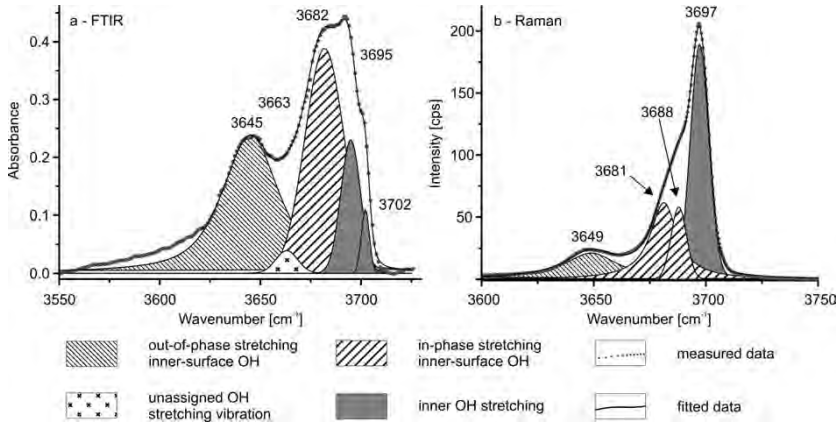 a - FTIR
3682
3695
3663
3645
3702
0.4
0.3
0.2
0.1
0.0
Absorbance
3550
3600
3650
3700
Wavenumber [cm⁻¹]
b - Raman
3697
3688
3681
3649
200
150
100
50
0
Intensity [cps]
3600
3650
3700
3750
Wavenumber [cm⁻¹]
out-of-phase stretching
inner-surface OH
in-phase stretching
inner-surface OH
measured data
unassigned OH
stretching vibration
inner OH stretching
fitted data